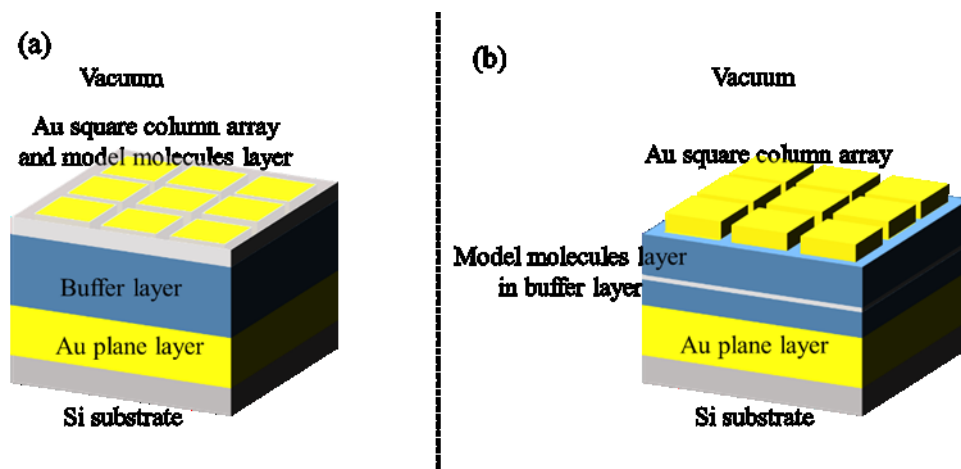 (a)
Vacuum
Au square column array
and model molecules layer
Buffer layer
Au plane layer
Si substrate
(b)
Vacuum
Au square column array
Model molecules layer
in buffer layer
Au plane layer
Si substrate